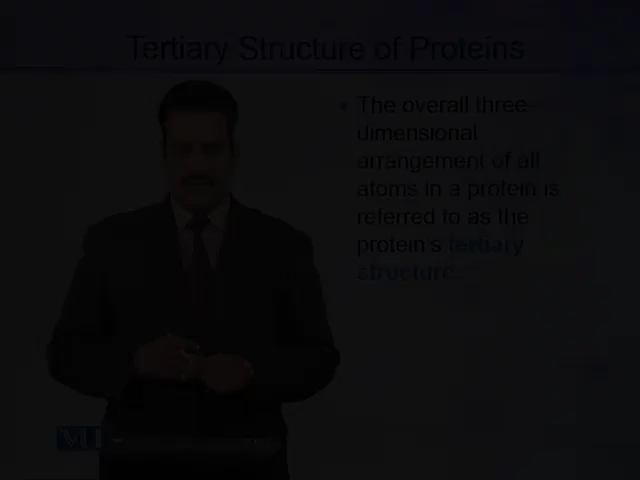 Tertiary Structure of Proteins
• The overall three-
dimensional
arrangement of all
atoms in a protein is
referred to as the
protein's tertiary
structure.